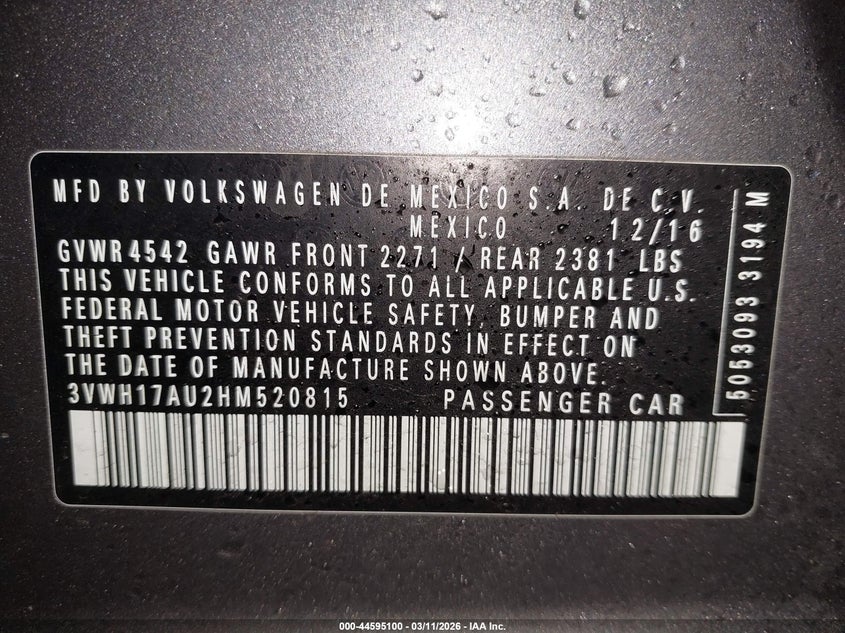 MFD BY VOLKSWAGEN DE MEXICO S.A. DE C.V.
MEXICO 12/16
GVWR 4542 GAWR FRONT 2271 / REAR 2381 LBS
THIS VEHICLE CONFORMS TO ALL APPLICABLE U.S.
FEDERAL MOTOR VEHICLE SAFETY, BUMPER AND
THEFT PREVENTION STANDARDS IN EFFECT ON
THE DATE OF MANUFACTURE SHOWN ABOVE.
3VWH17AU2HM520815 PASSENGER CAR
5053093 3194 M
000-44595100 - 03/11/2026 - IAA Inc.